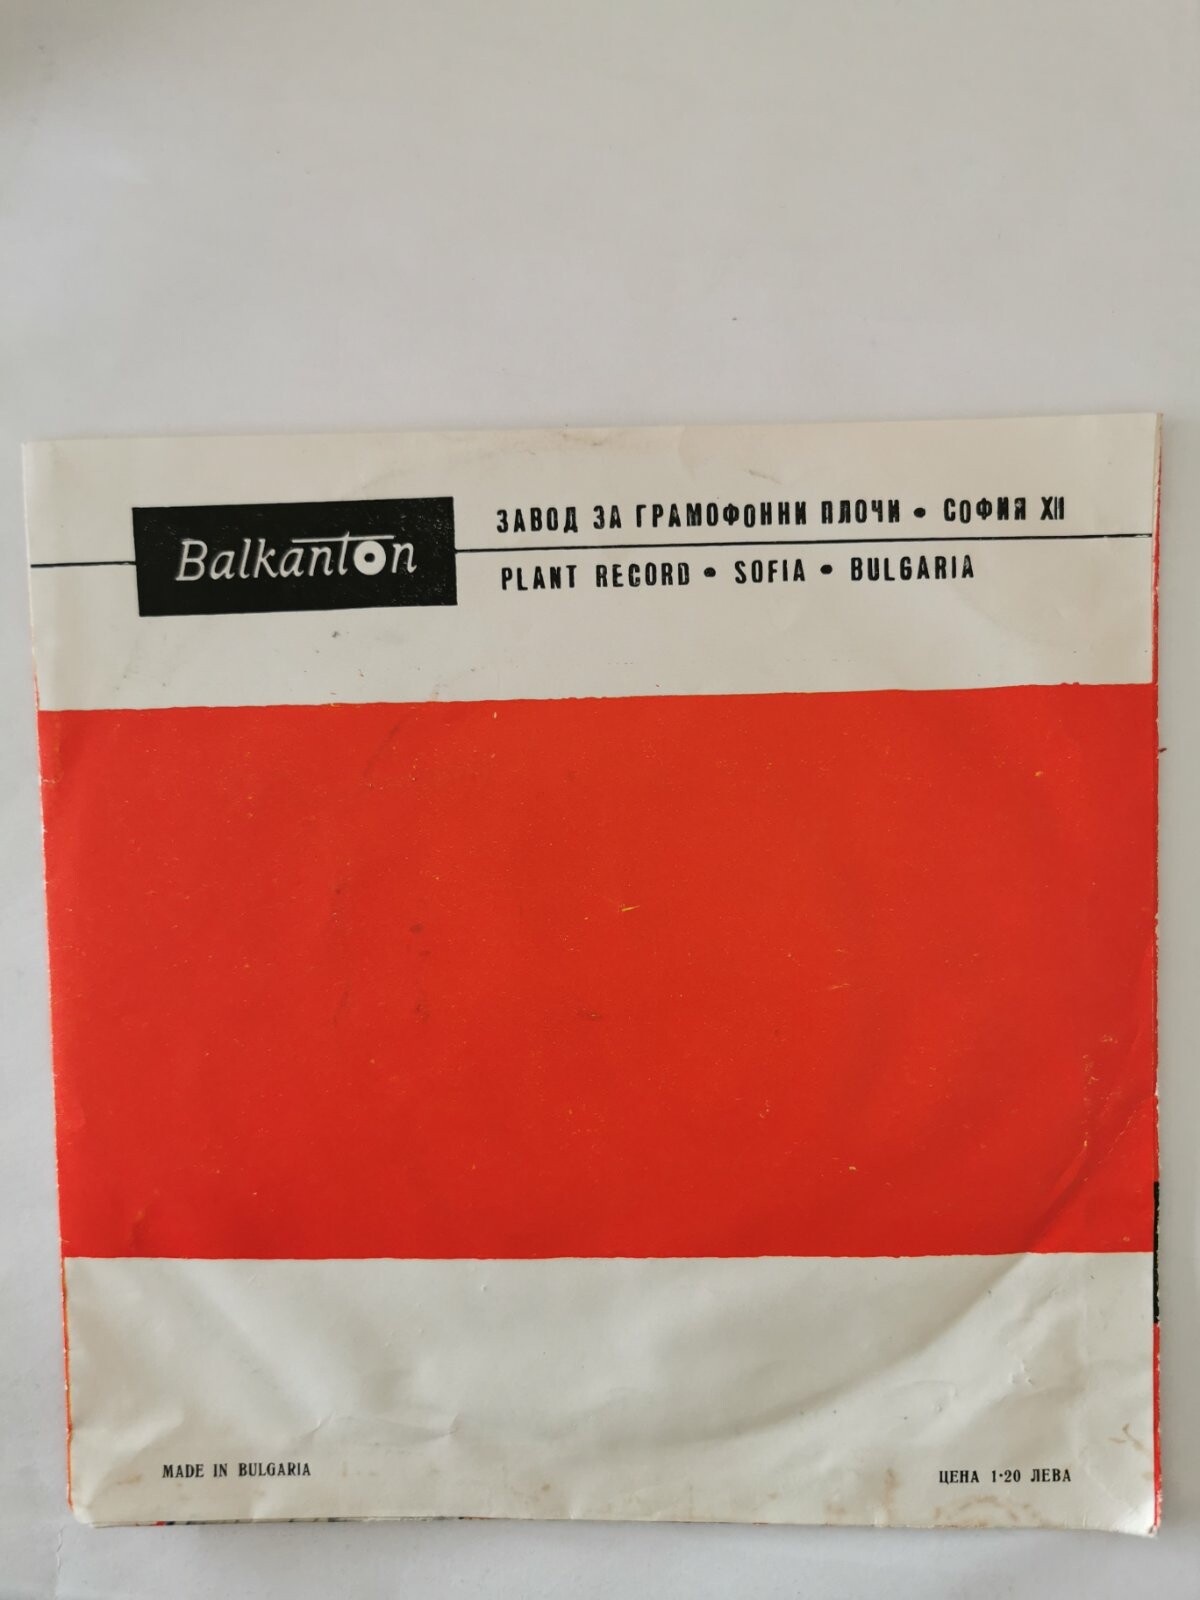 Balkanton
ЗАВОД ЗА ГРАМОФОННИ ПЛОЧИ • СОФИЯ XII
PLANT RECORD • SOFIA • BULGARIA
MADE IN BULGARIA
ЦЕНА 1·20 ЛЕВА